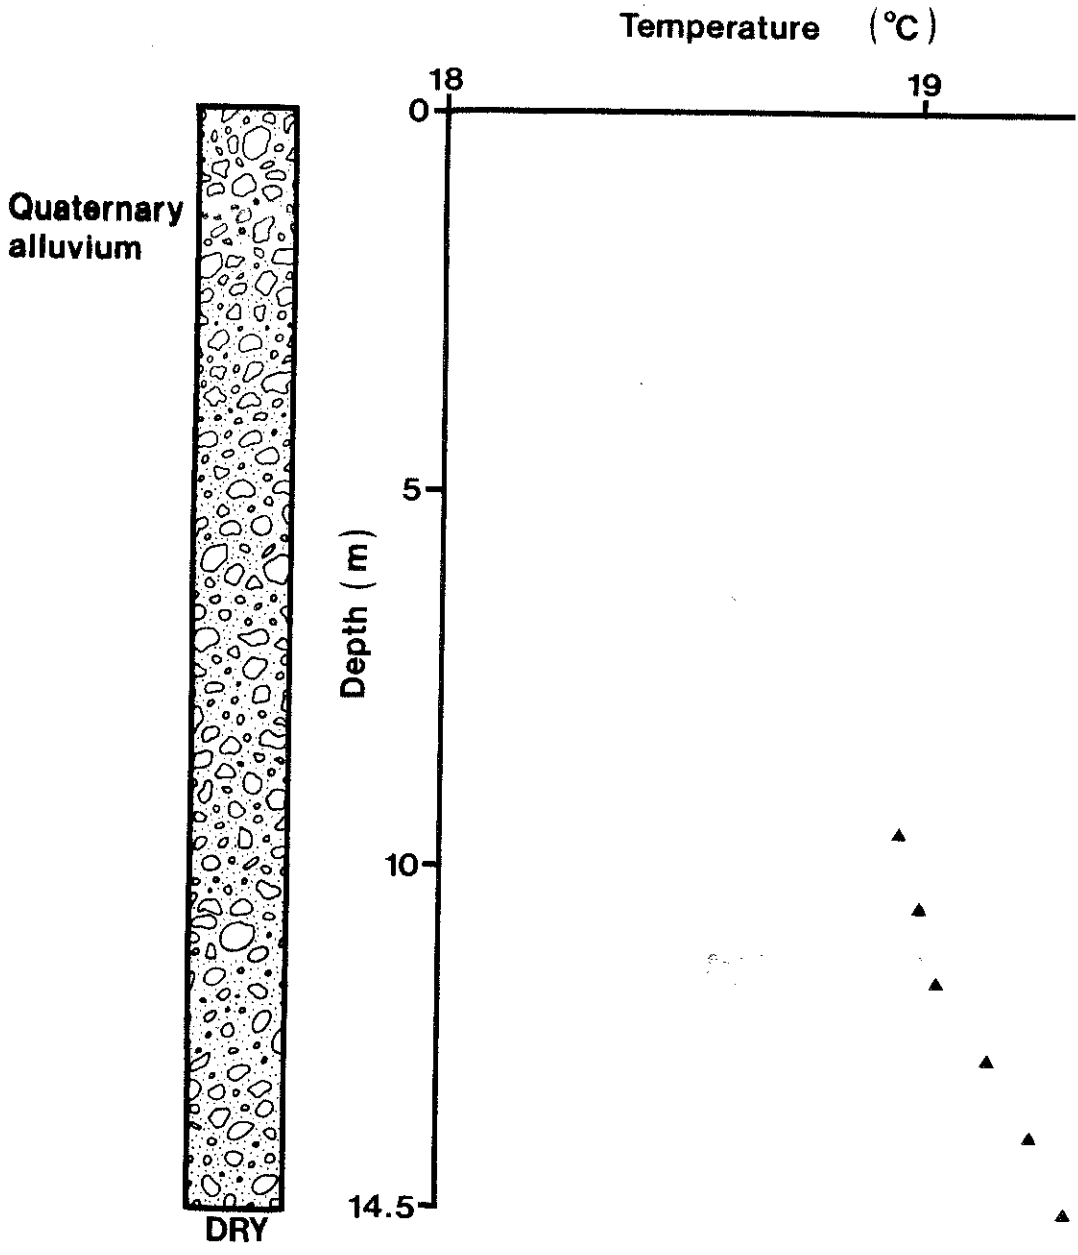 Temperature (°C)
18
19
0
Quaternary
alluvium
5
Depth (m)
10
14.5
DRY